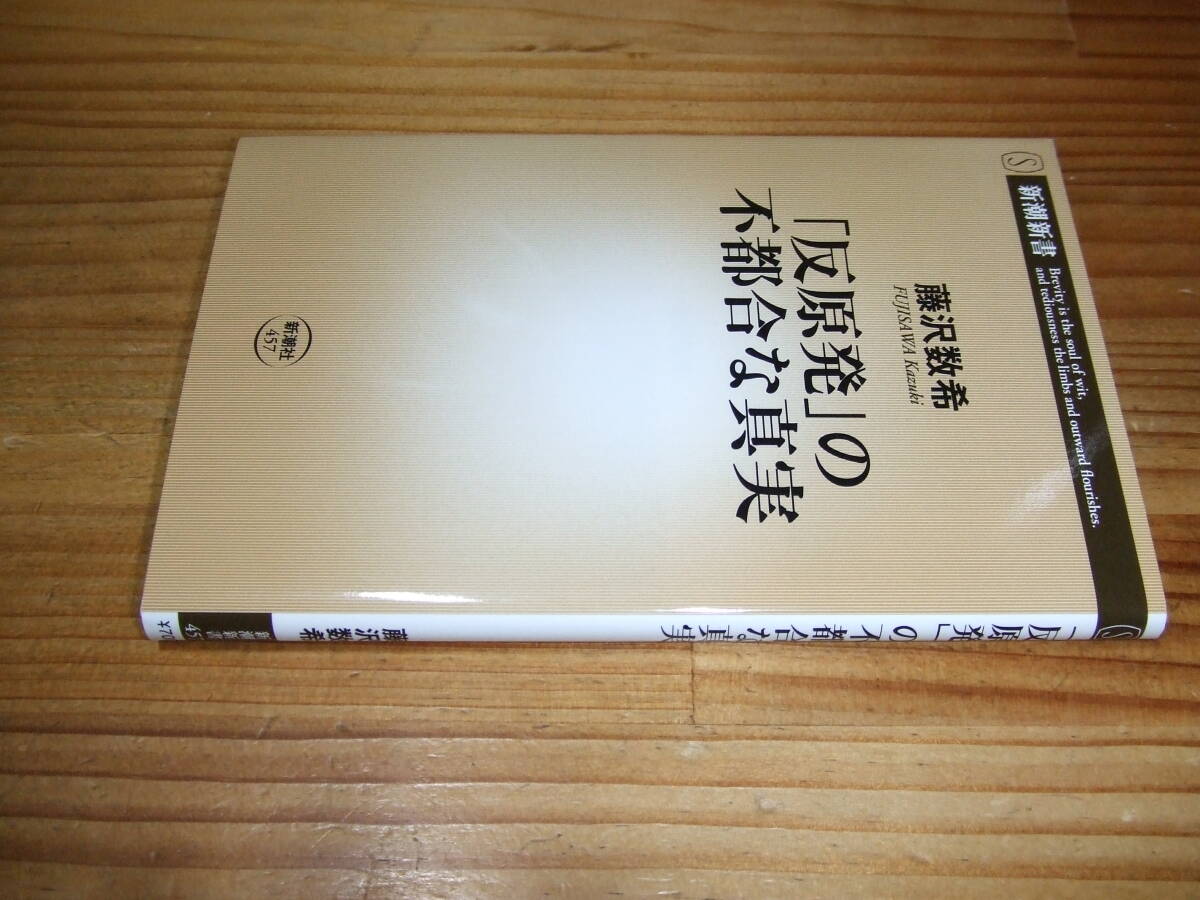 S
新潮新書
Brevity is the soul of wit,
and tediousness the limbs and outward flourishes.
藤沢数希
FUJISAWA Kazuki
「反原発」の
不都合な真実
新潮社
457
「反原発」の不都合な真実
藤沢数希